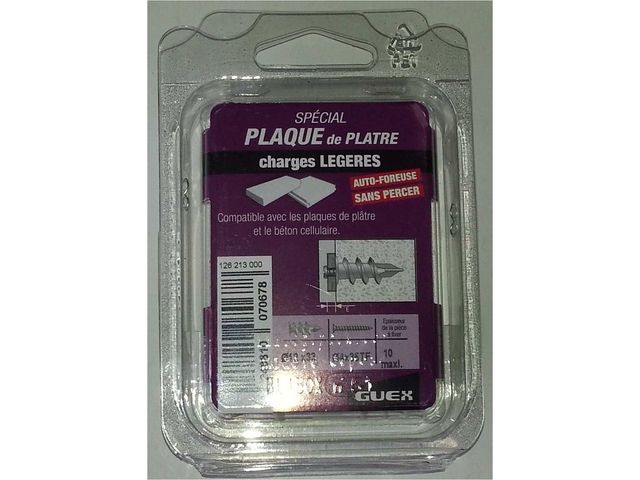 SPÉCIAL
PLAQUE de PLATRE
charges LEGERES
AUTO-FOREUSE
SANS PERCER
Compatible avec les plaques de plâtre
et le béton cellulaire.
126 213 000
070678
Epaisseur
de la pièce
à fixer
10
maxi.
GUEX